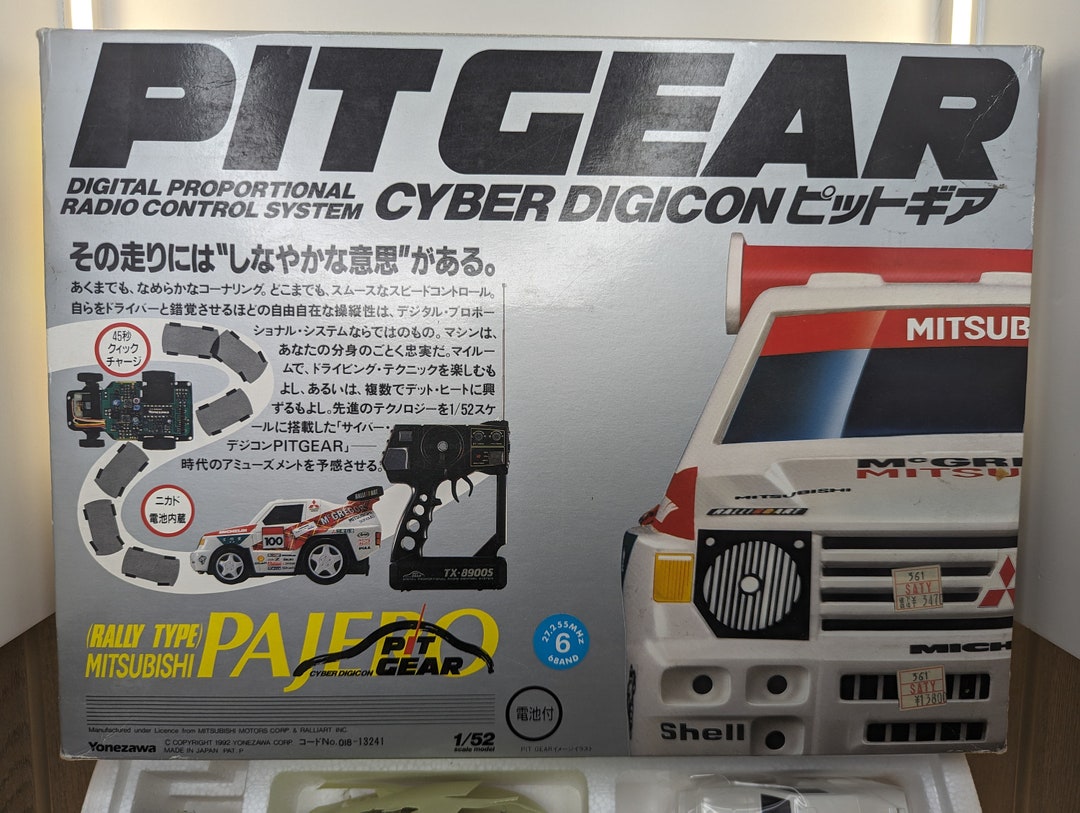 PIT GEAR
DIGITAL PROPORTIONAL
RADIO CONTROL SYSTEM
CYBER DIGICON ピットギア
その走りには"しなやかな意思"がある。
あくまでも、なめらかなコーナリング。どこまでも、スムースなスピードコントロール。
自らをドライバーと錯覚させるほどの自由自在な操縦性は、デジタル・プロポー
ショナル・システムならではのもの。マシンは、
あなたの分身のごとく忠実だ。マイルー
ムで、ドライビング・テクニックを楽しむも
よし、あるいは、複数でデット・ヒートに興
ずるもよし。先進のテクノロジーを1/52スケ
ールに搭載した「サイバー・
デジコンPITGEAR」——
時代のアミューズメントを予感させる。
45秒
クィック
チャージ
ニカド
電池内蔵
100
McGREGOR
TX-8900S
(RALLY TYPE)
MITSUBISHI
PAJERO
PIT
GEAR
CYBER DIGICON
27.255MHz
6
6BAND
電池付
PIT GEARイメージイラスト
Manufactured under Licence from MITSUBISHI MOTORS CORP & RALLIART INC.
Yonezawa
© COPYRIGHT 1992 YONEZAWA CORP. コードNo.018-13241
MADE IN JAPAN PAT. P
1/52
scale model
MITSUB
McGRE
MITSU
MITSUBISHI
RALLIART
561
SATY
561
SATY
¥1380
MICH
Shell